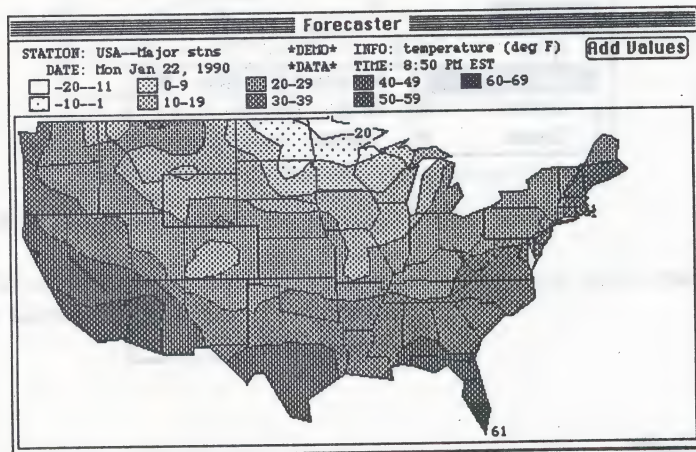 Forecaster
STATION: USA--Major stns *DEMO* INFO: temperature (deg F) Add Values
DATE: Mon Jan 22, 1990 *DATA* TIME: 8:50 PM EST
-20--11 0-9 20-29 40-49 60-69
-10--1 10-19 30-39 50-59
-20
61